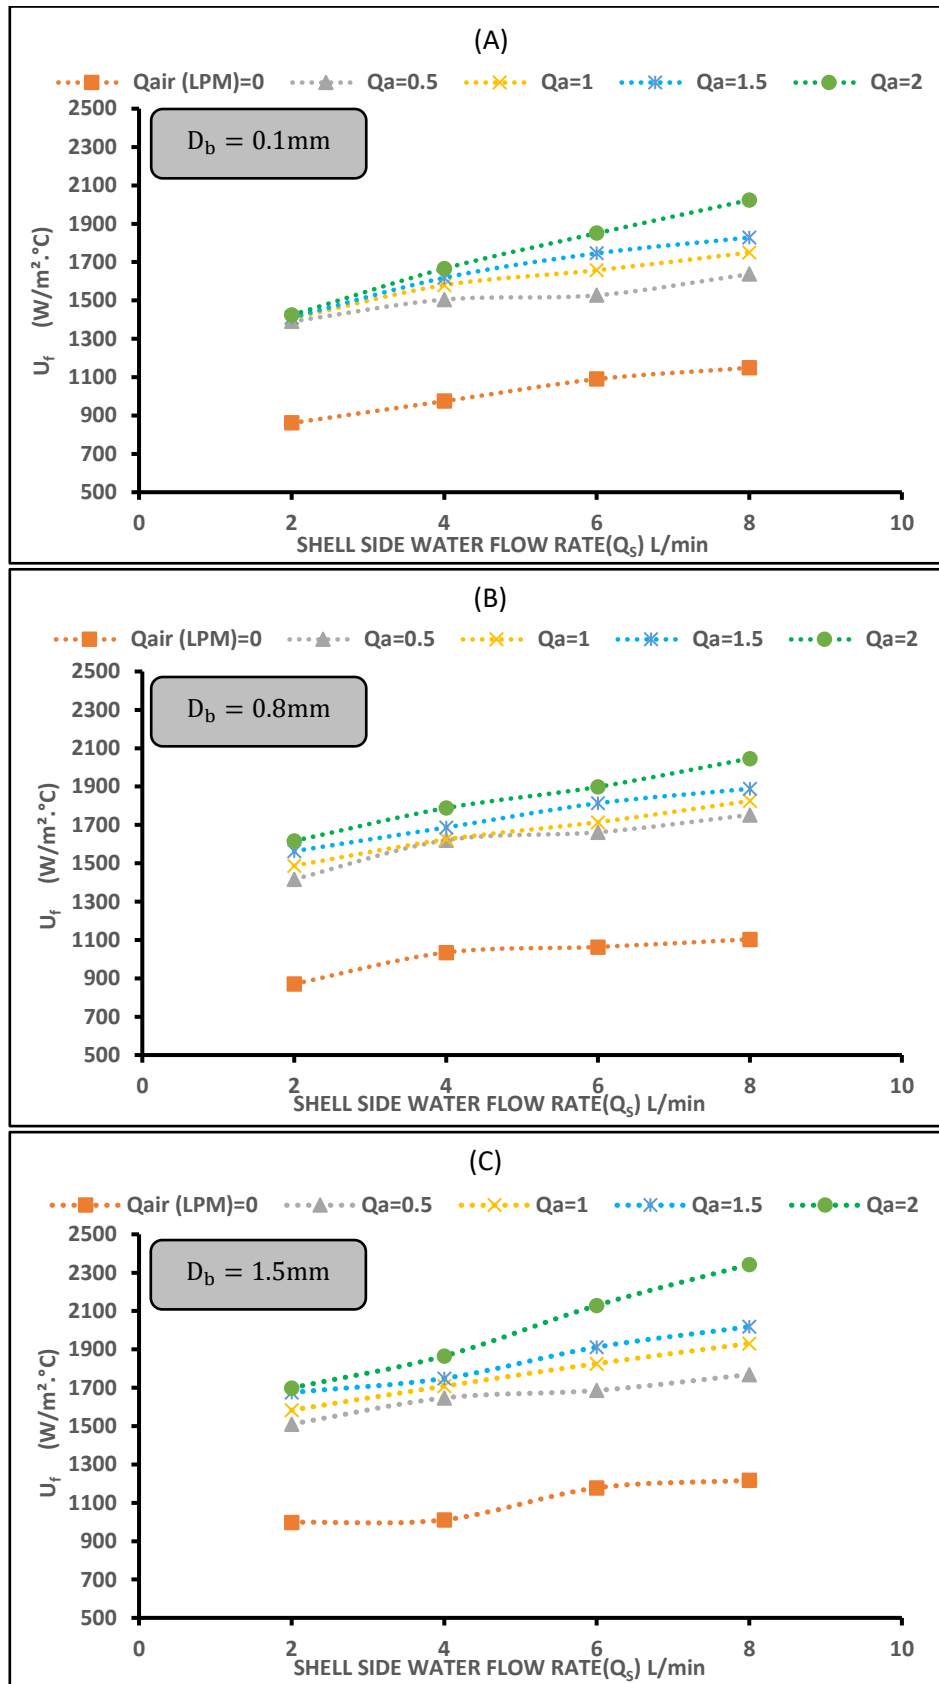 (A)
Qair (LPM)=0 Qa=0.5 Qa=1 Qa=1.5 Qa=2
D_b = 0.1mm
2500
2300
2100
1900
1700
1500
1300
1100
900
700
500
U_f (W/m².°C)
0 2 4 6 8 10
SHELL SIDE WATER FLOW RATE(Q_S) L/min
(B)
Qair (LPM)=0 Qa=0.5 Qa=1 Qa=1.5 Qa=2
D_b = 0.8mm
2500
2300
2100
1900
1700
1500
1300
1100
900
700
500
U_f (W/m².°C)
0 2 4 6 8 10
SHELL SIDE WATER FLOW RATE(Q_S) L/min
(C)
Qair (LPM)=0 Qa=0.5 Qa=1 Qa=1.5 Qa=2
D_b = 1.5mm
2500
2300
2100
1900
1700
1500
1300
1100
900
700
500
U_f (W/m².°C)
0 2 4 6 8 10
SHELL SIDE WATER FLOW RATE(Q_S) L/min